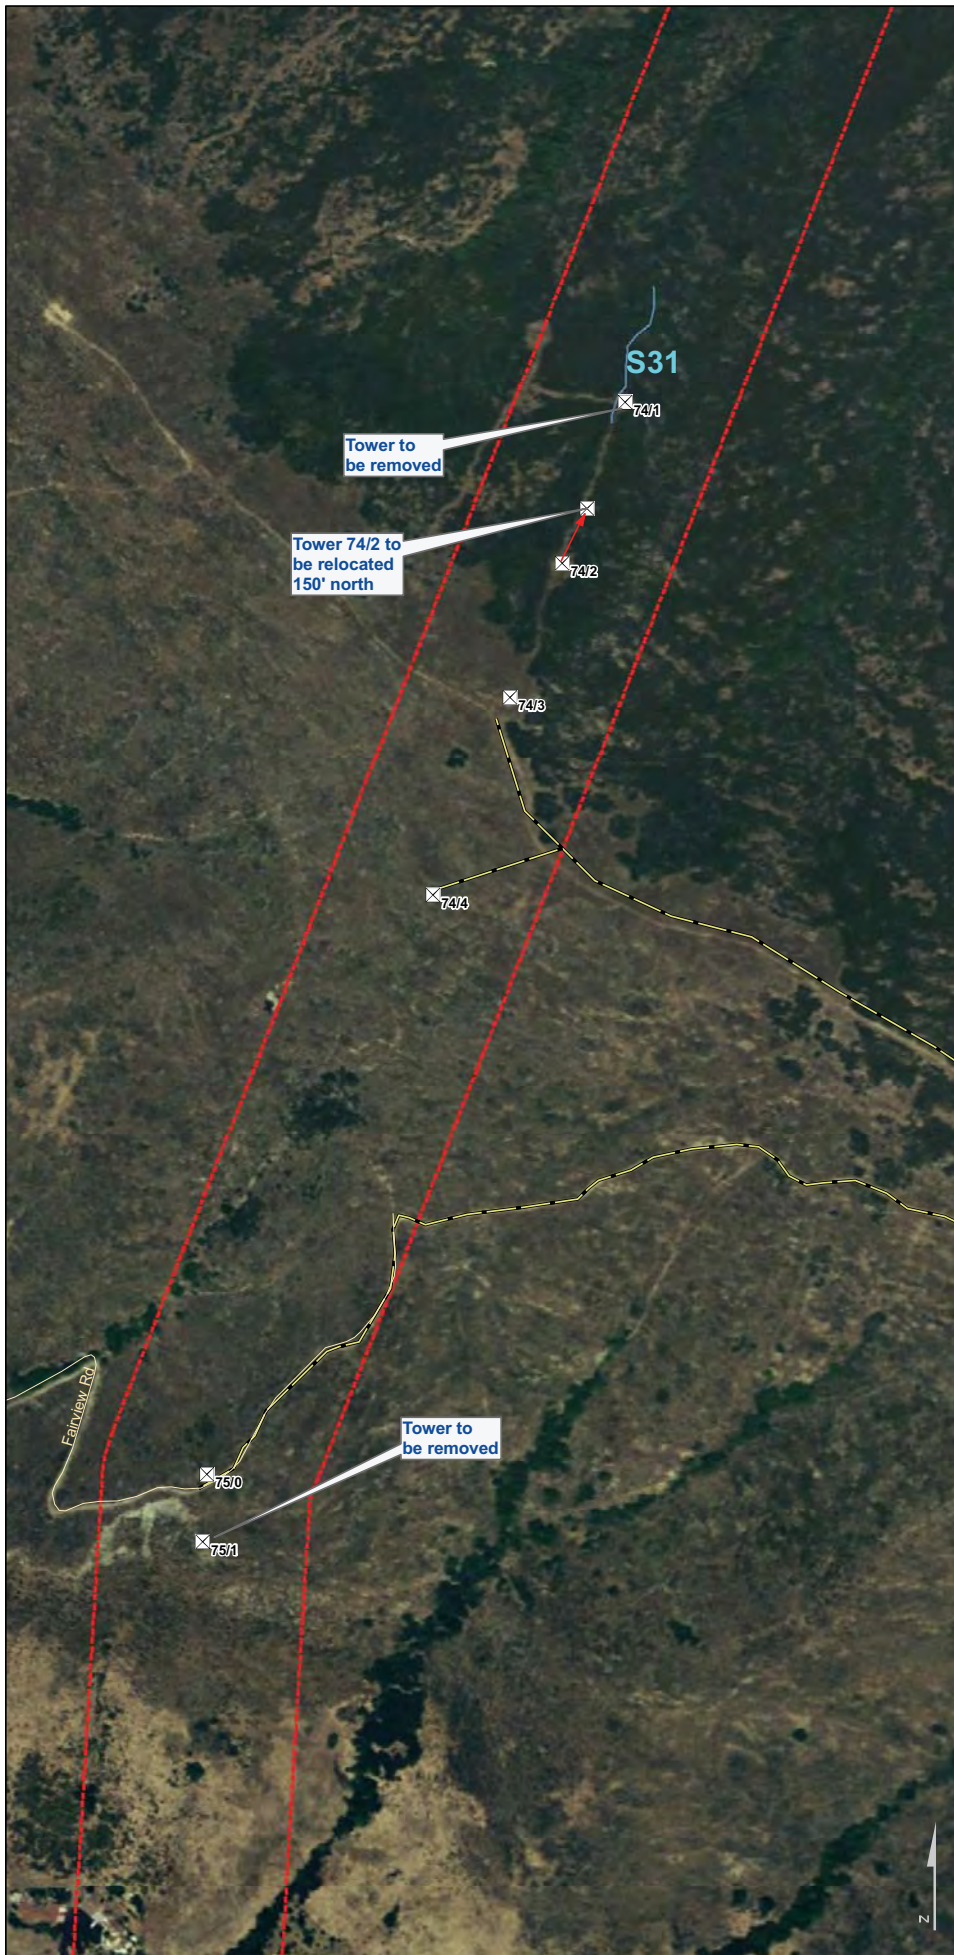 S31
74/1
Tower to
be removed
Tower 74/2 to
be relocated
150' north
74/2
74/3
74/4
Fairview Rd
Tower to
be removed
75/0
75/1
N